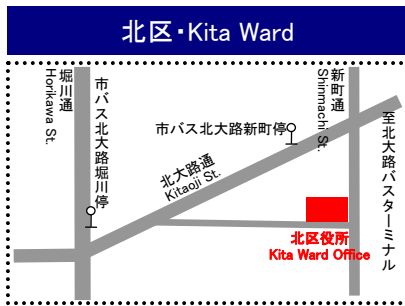 北区・Kita Ward
堀川通
Horikawa St.
市バス北大路堀川停
市バス北大路新町停
新町通
Shinmachi St.
北大路通
Kitaoji St.
至北大路バスターミナル
北区役所
Kita Ward Office